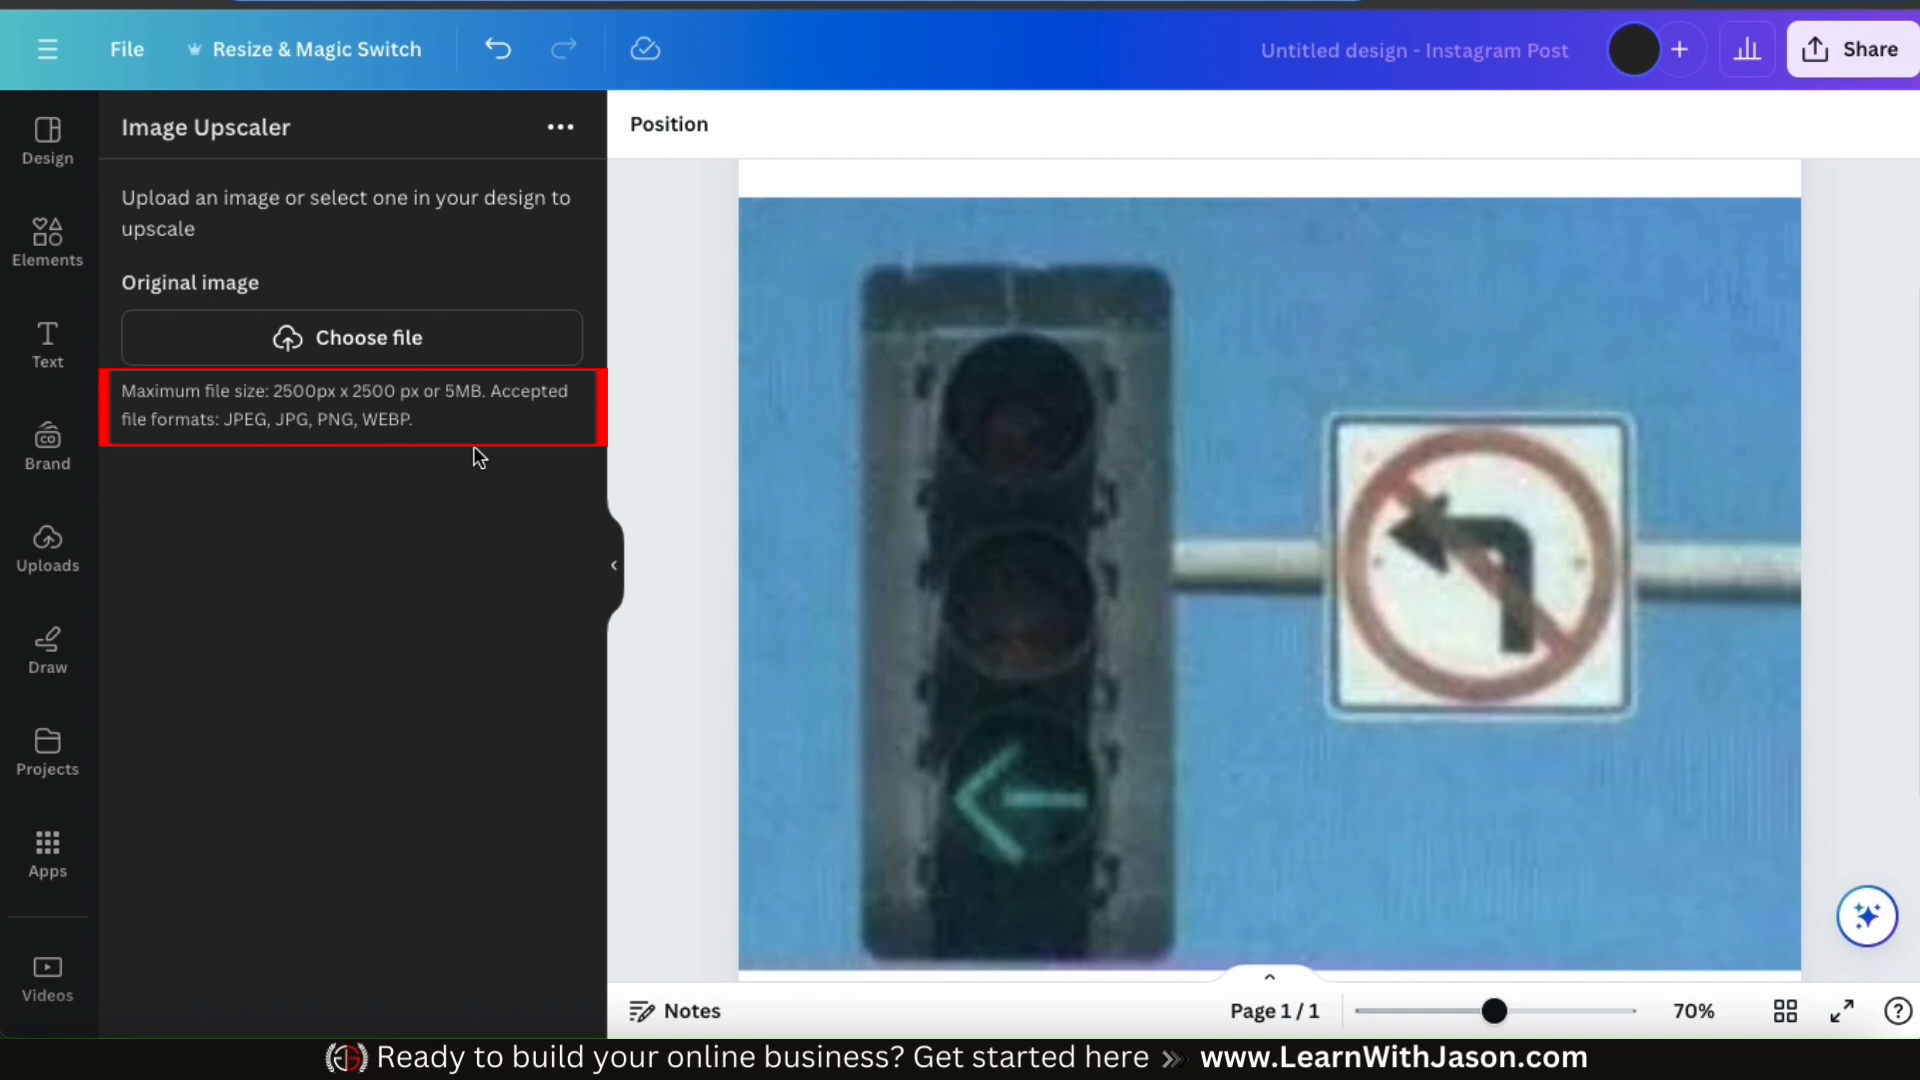 File
Resize & Magic Switch
Untitled design - Instagram Post
Share
Design
Elements
Text
Brand
Uploads
Draw
Projects
Apps
Videos
Image Upscaler
Upload an image or select one in your design to
upscale
Original image
Choose file
Maximum file size: 2500px x 2500 px or 5MB. Accepted
file formats: JPEG, JPG, PNG, WEBP.
Position
Notes
Page 1 / 1
70%
Ready to build your online business? Get started here >> www.LearnWithJason.com